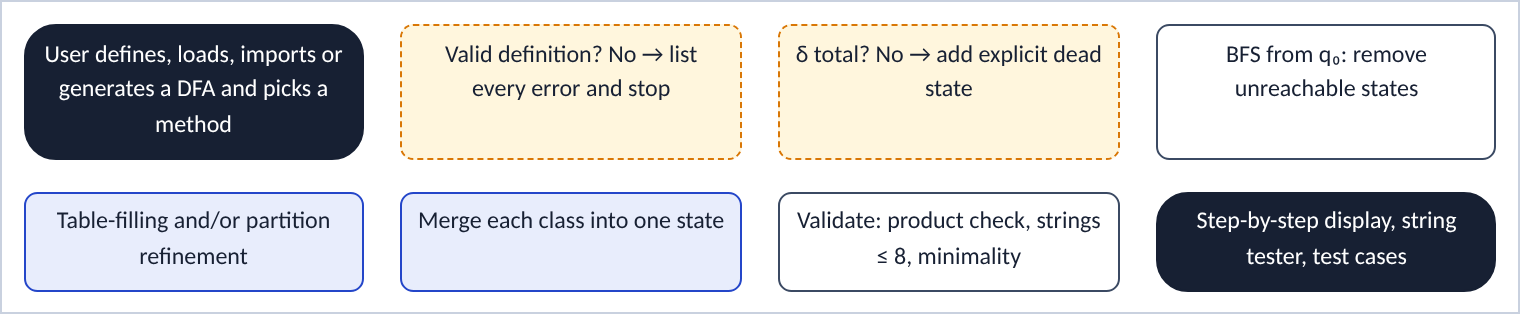 User defines, loads, imports or
generates a DFA and picks a
method
Valid definition? No → list
every error and stop
δ total? No → add explicit dead
state
BFS from q₀: remove
unreachable states
Table-filling and/or partition
refinement
Merge each class into one state
Validate: product check, strings
≤ 8, minimality
Step-by-step display, string
tester, test cases